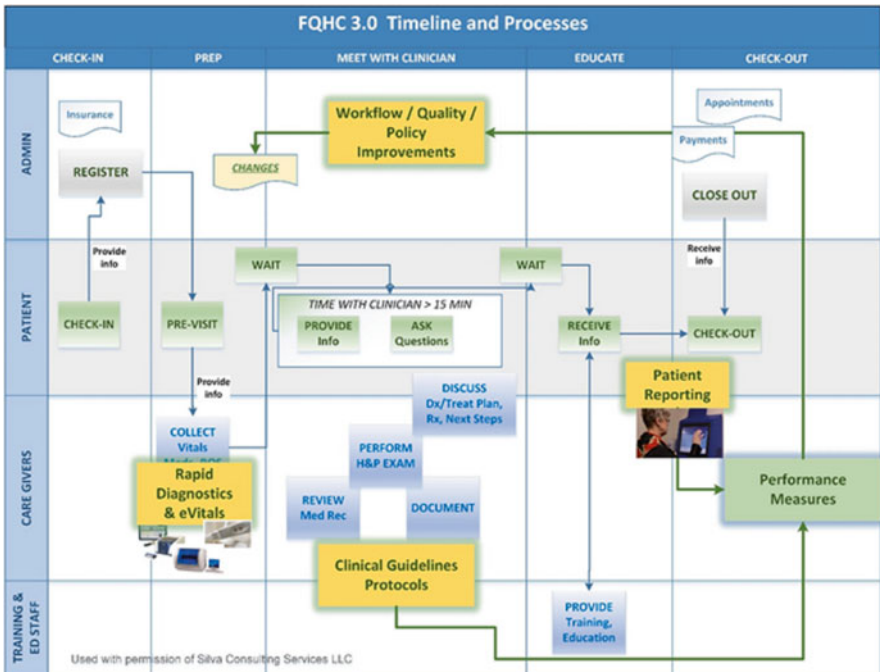 FQHC 3.0 Timeline and Processes
CHECK-IN
PREP
MEET WITH CLINICIAN
EDUCATE
CHECK-OUT
ADMIN
Insurance
REGISTER
CHANGES
Workflow / Quality /
Policy
Improvements
Appointments
Payments
CLOSE OUT
PATIENT
Provide
info
Receive
info
WAIT
WAIT
CHECK-IN
PRE-VISIT
TIME WITH CLINICIAN > 15 MIN
PROVIDE
Info
ASK
Questions
RECEIVE
Info
CHECK-OUT
Provide
info
Patient
Reporting
CARE GIVERS
COLLECT
Vitals
Rapid
Diagnostics
& eVitals
DISCUSS
Dx/Treat Plan,
Rx, Next Steps
PERFORM
H&P EXAM
REVIEW
Med Rec
DOCUMENT
Performance
Measures
Clinical Guidelines
Protocols
TRAINING &
ED STAFF
PROVIDE
Training,
Education
Used with permission of Silva Consulting Services LLC